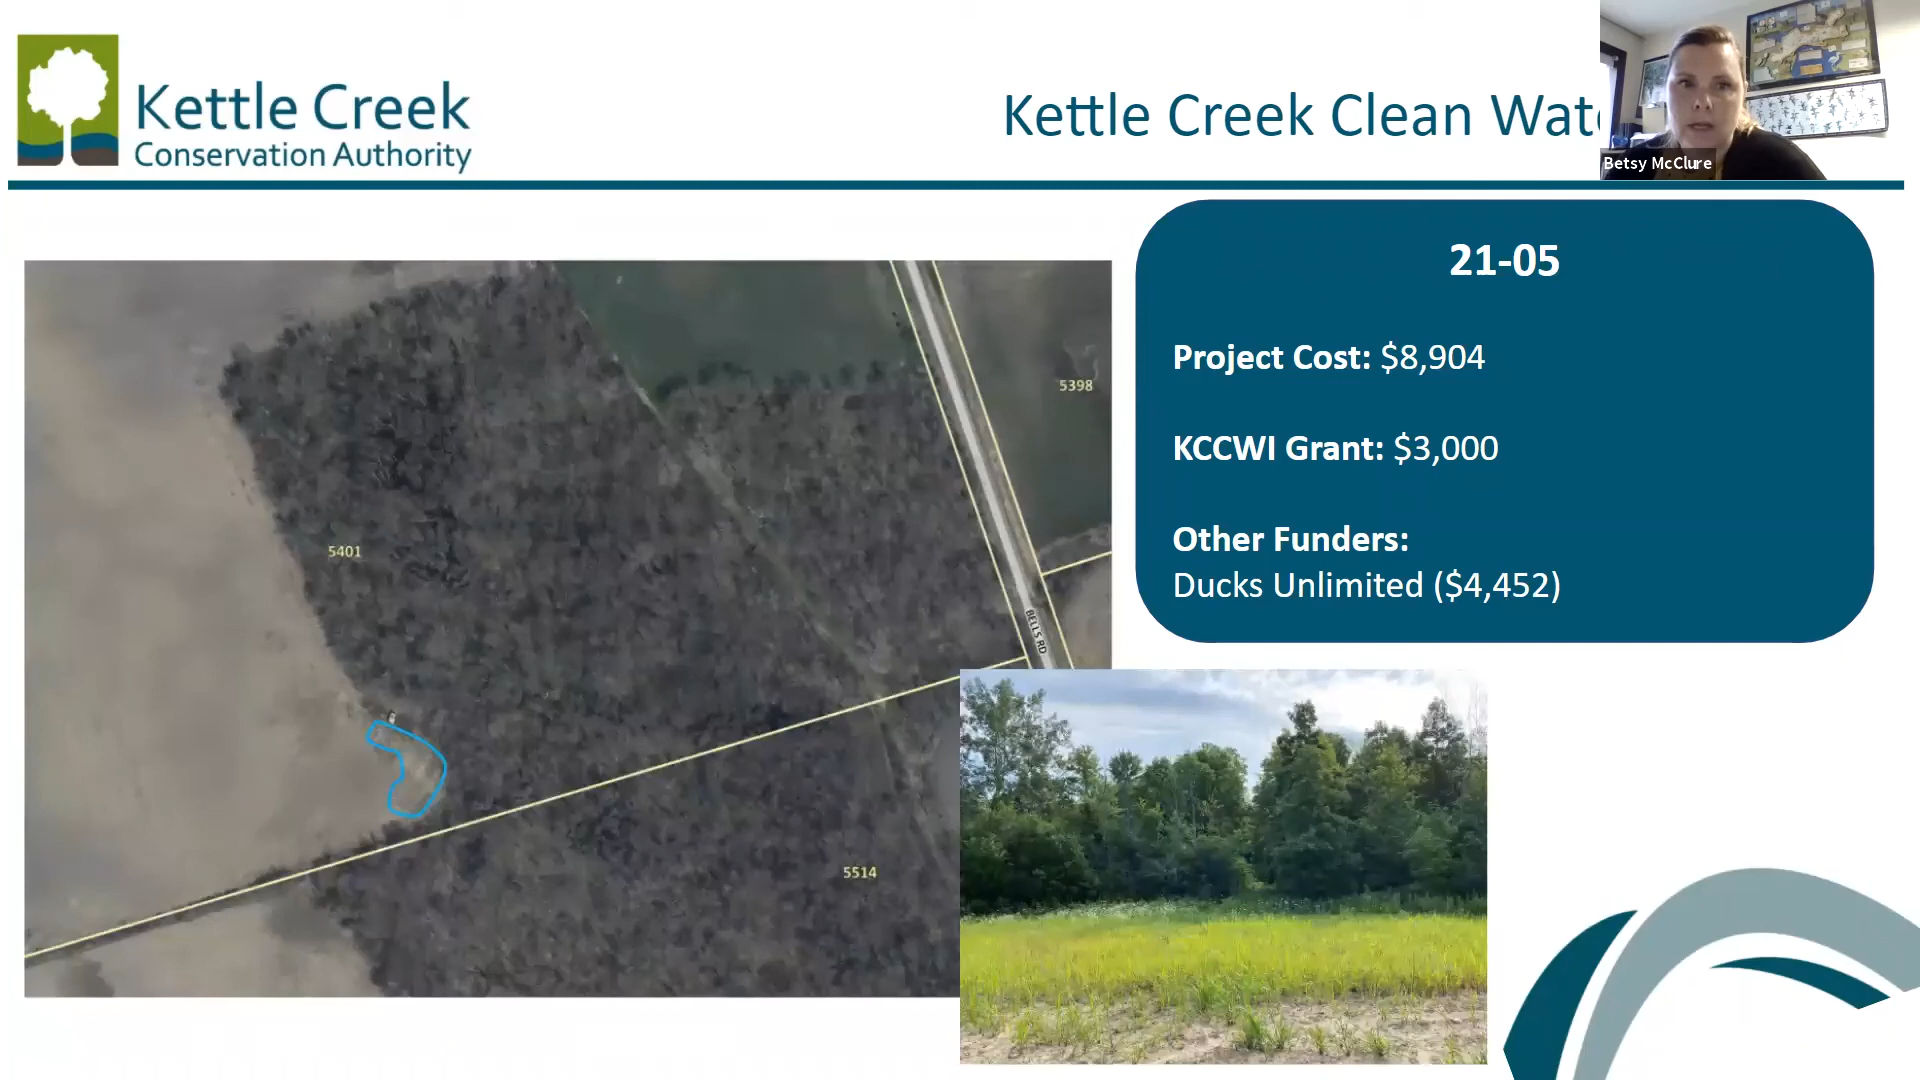 Kettle Creek
Conservation Authority
Kettle Creek Clean Wat
Betsy McClure
21-05
Project Cost: $8,904
KCCWI Grant: $3,000
Other Funders:
Ducks Unlimited ($4,452)
5398
5401
BELLS RD
5514